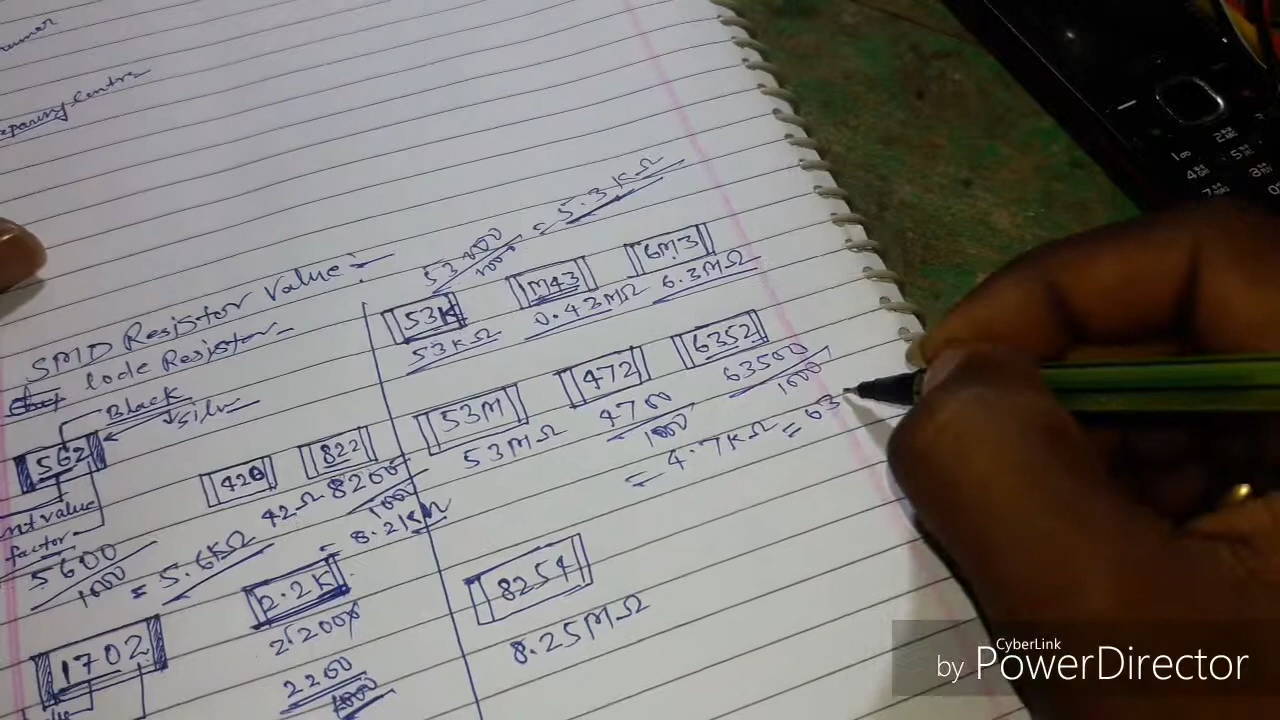 SMD Resistor Value :-
Code Resistor-
Black
562
5600
1000
= 5.6KΩ
1702
420
42Ω
822
8200
1000
= 8.2KΩ
2.2K
2200
1000
53000
1000
= 5.3KΩ
53K
53KΩ
M43
0.43MΩ
6M3
6.3MΩ
53M
53MΩ
472
4700
1000
= 4.7KΩ
6352
63500
1000
= 63
8254
8.25MΩ
value
factor
CyberLink
by PowerDirector